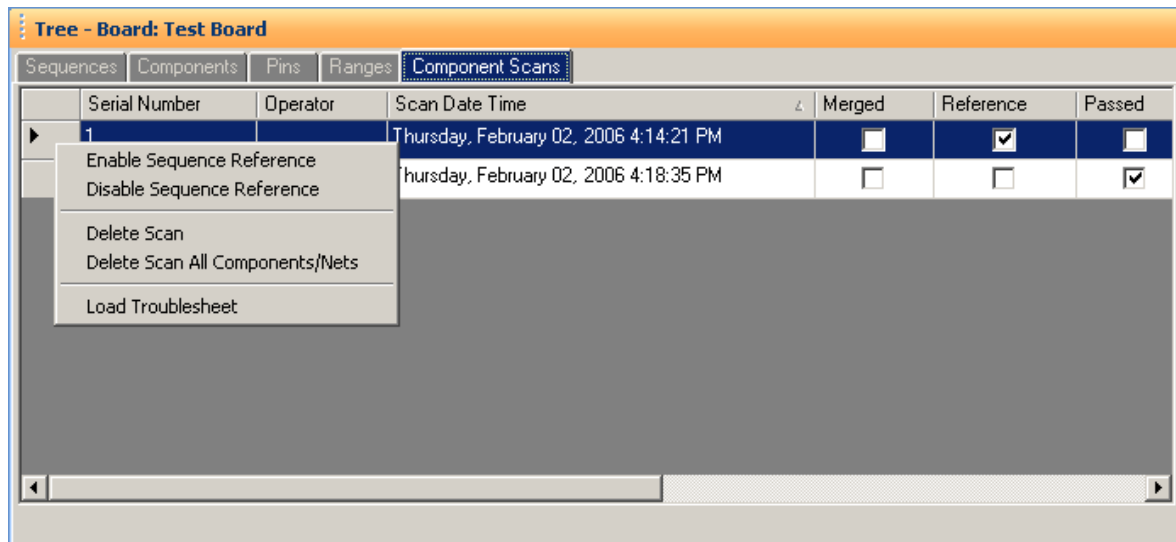 Tree - Board: Test Board
Sequences Components Pins Ranges Component Scans
Serial Number Operator Scan Date Time Merged Reference Passed
1 Thursday, February 02, 2006 4:14:21 PM
Thursday, February 02, 2006 4:18:35 PM
Enable Sequence Reference
Disable Sequence Reference
Delete Scan
Delete Scan All Components/Nets
Load Troublesheet